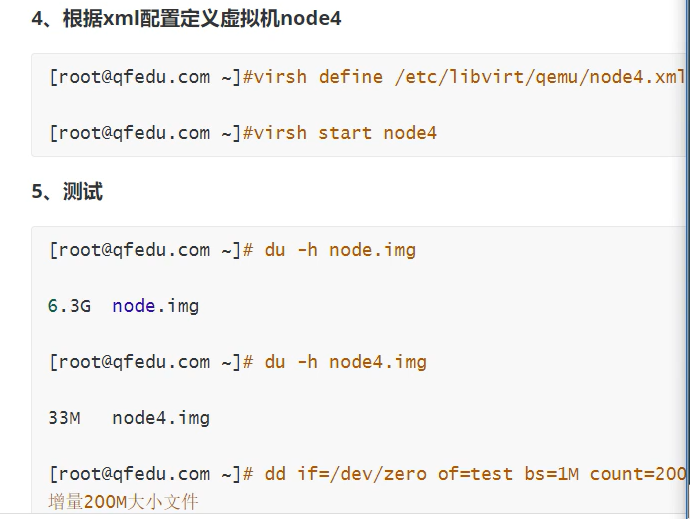 4、根据xml配置定义虚拟机node4
[root@qfedu.com ~]#virsh define /etc/libvirt/qemu/node4.xml
[root@qfedu.com ~]#virsh start node4
5、测试
[root@qfedu.com ~]# du -h node.img
6.3G  node.img
[root@qfedu.com ~]# du -h node4.img
33M   node4.img
[root@qfedu.com ~]# dd if=/dev/zero of=test bs=1M count=200
增量200M大小文件